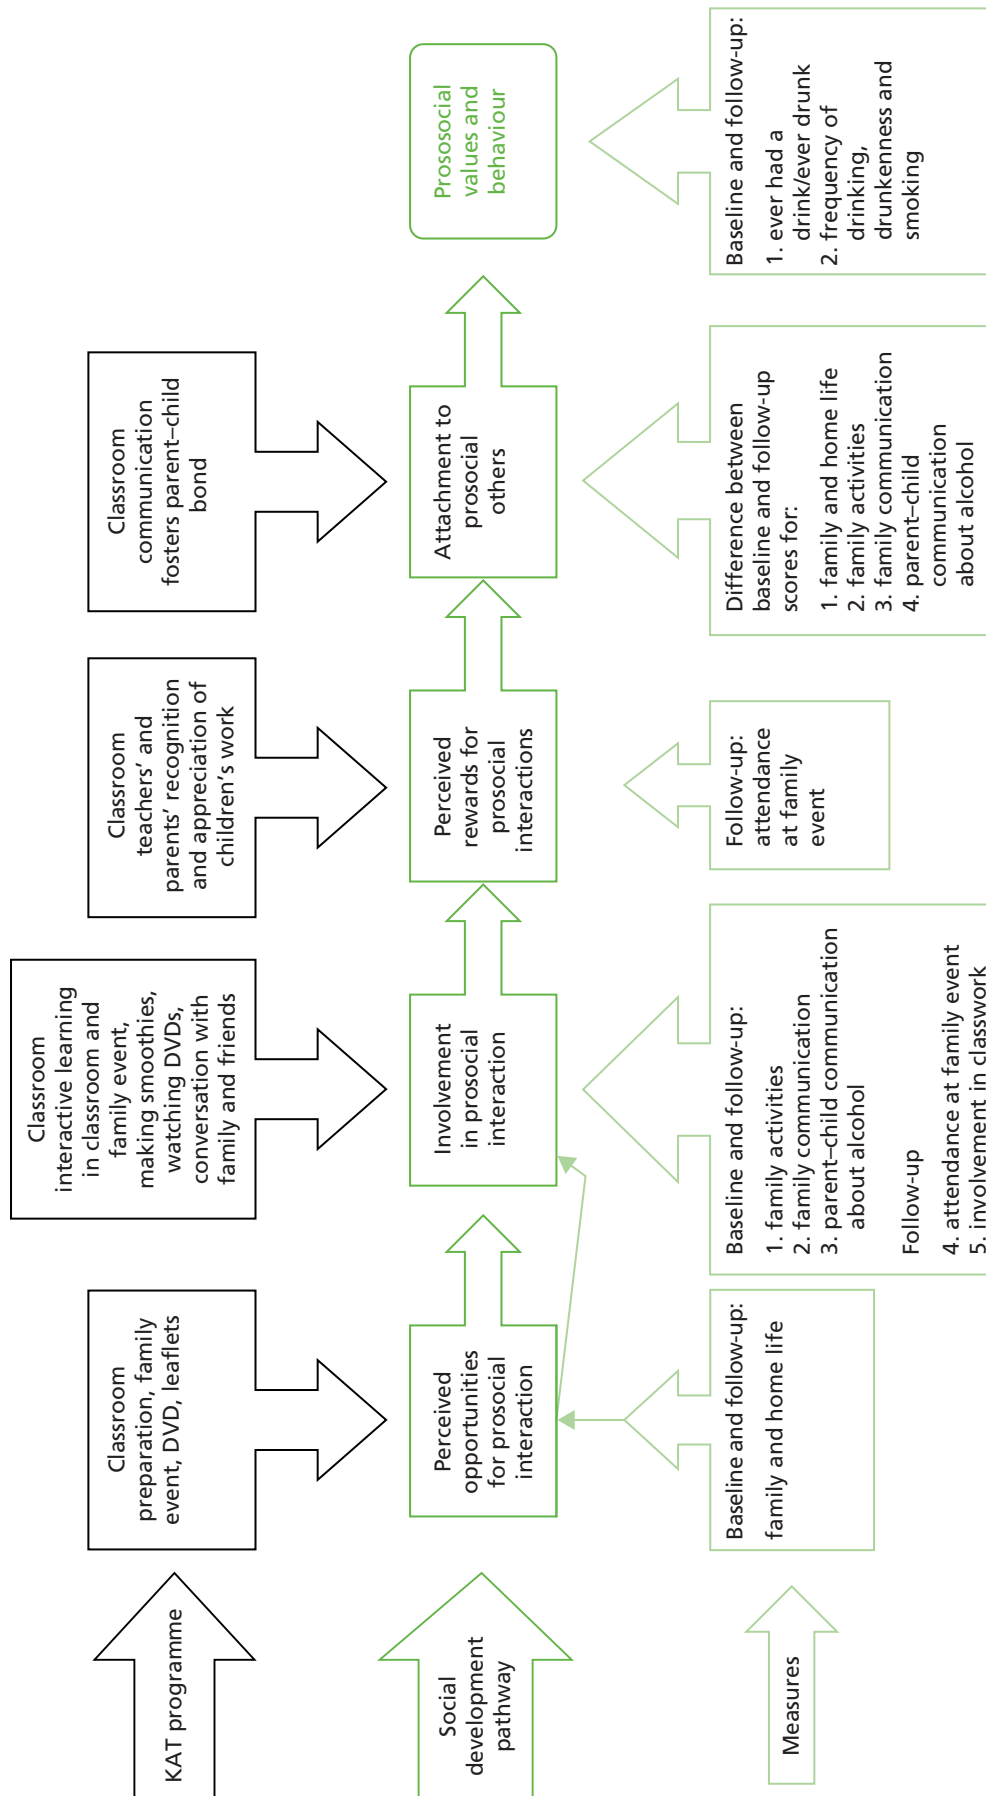 KAT programme
Classroom
preparation, family
event, DVD, leaflets
Classroom
interactive learning
in classroom and
family event,
making smoothies,
watching DVDs,
conversation with
family and friends
Classroom
teachers’ and
parents’ recognition
and appreciation of
children’s work
Classroom
communication
fosters parent–child
bond
Social
development
pathway
Perceived
opportunities
for prosocial
interaction
Involvement
in prosocial
interaction
Perceived
rewards for
prosocial
interactions
Attachment to
prosocial
others
Prososocial
values and
behaviour
Measures
Baseline and follow-up:
family and home life
Baseline and follow-up:
1. family activities
2. family communication
3. parent–child communication
about alcohol
Follow-up
4. attendance at family event
5. involvement in classwork
Follow-up:
attendance
at family
event
Difference between
baseline and follow-up
scores for:
1. family and home life
2. family activities
3. family communication
4. parent–child
communication
about alcohol
Baseline and follow-up:
1. ever had a
drink/ever drunk
2. frequency of
drinking,
drunkenness and
smoking